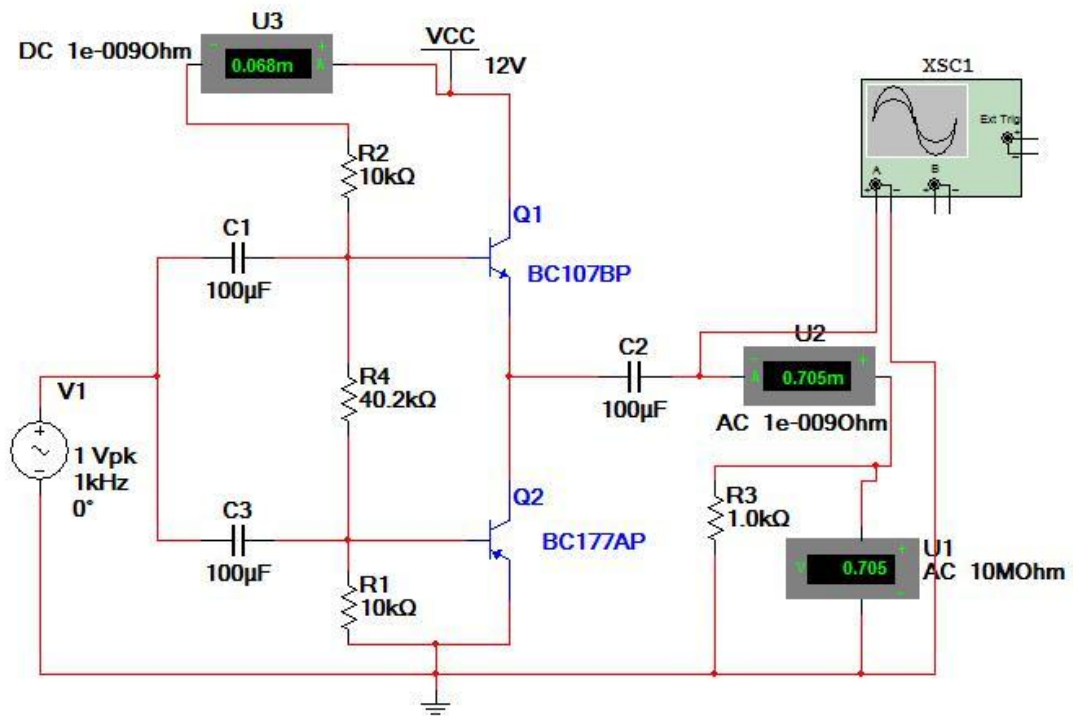 U3
DC 1e-009Ohm
- +
0.068m
A
VCC
12V
XSC1
Ext Trig
+
-
A B
+ - + -
R2
10kΩ
Q1
BC107BP
C1
100µF
R4
40.2kΩ
C2
100µF
U2
- +
A
0.705m
AC 1e-009Ohm
V1
+
-
1 Vpk
1kHz
0°
C3
100µF
Q2
BC177AP
R3
1.0kΩ
R1
10kΩ
U1
AC 10MOhm
+
V
0.705
-